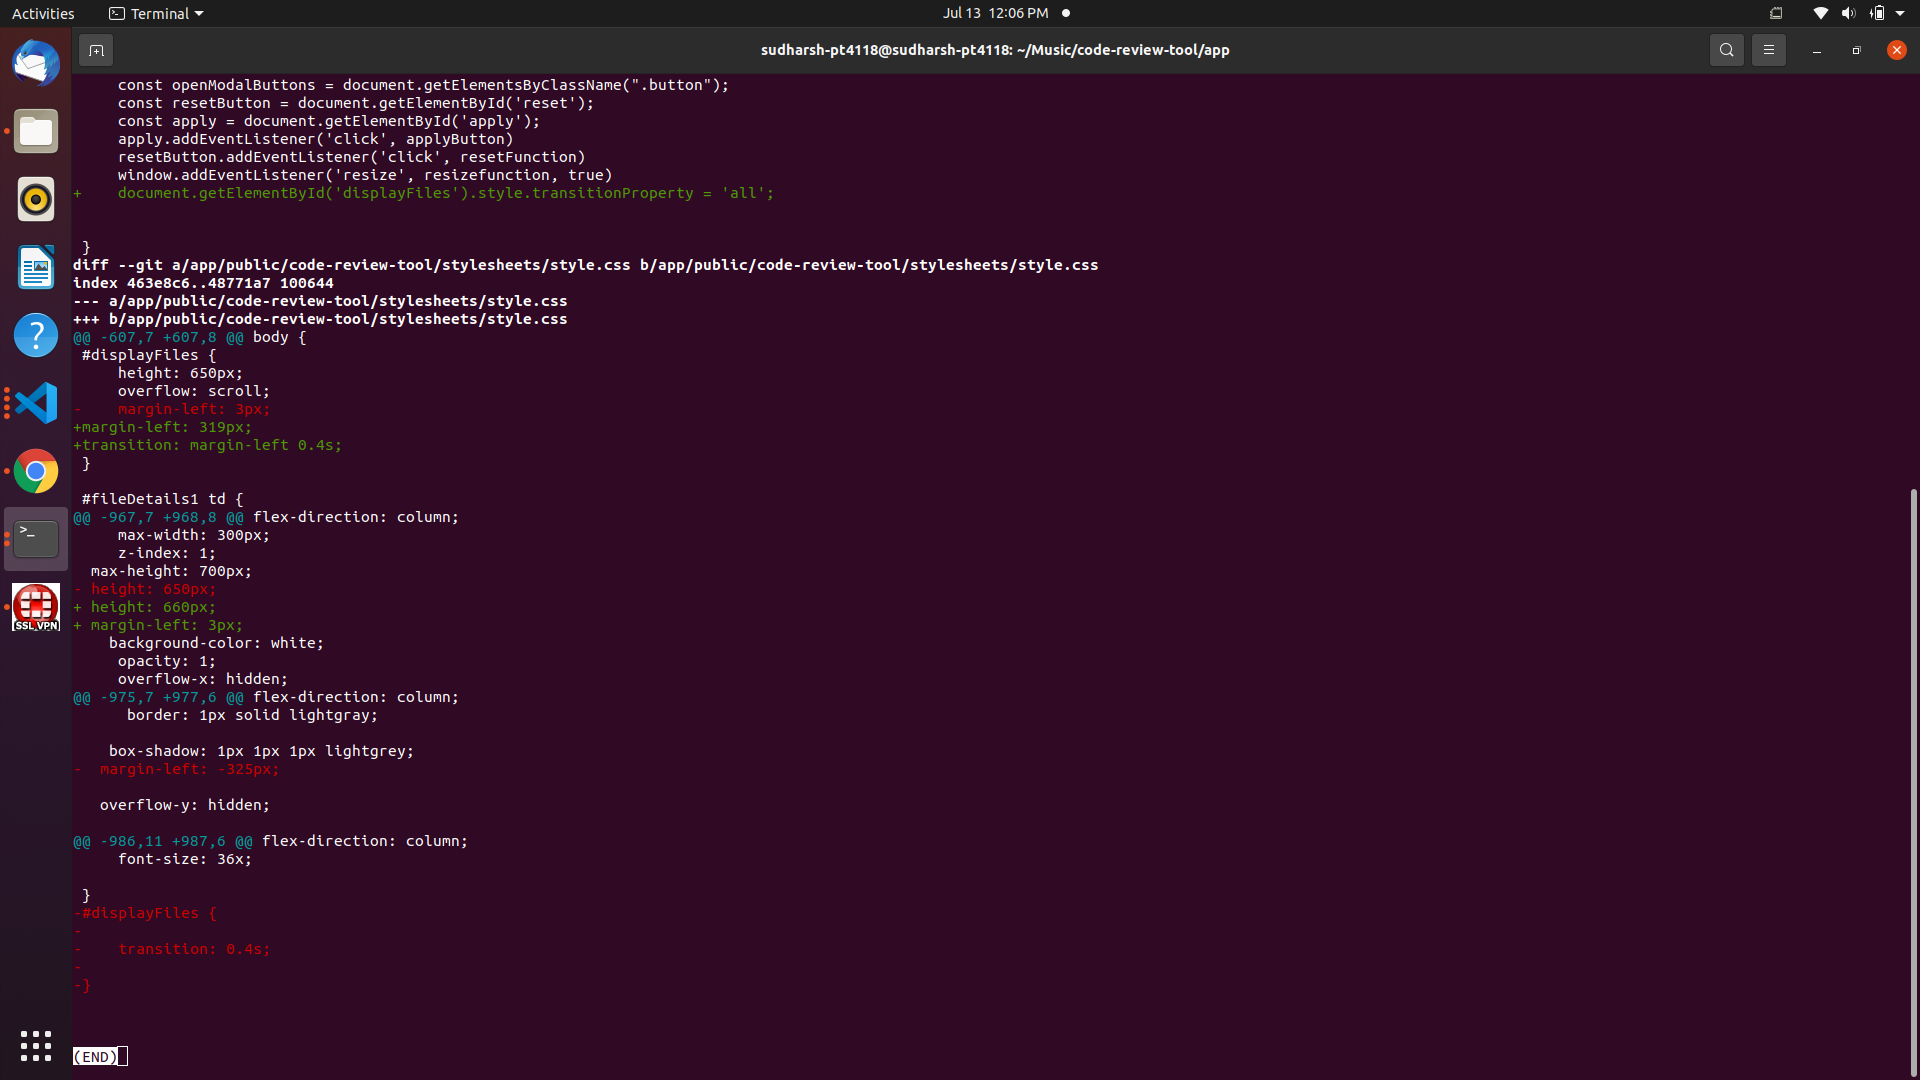 Activities
Terminal
Jul 13 12:06 PM
sudharsh-pt4118@sudharsh-pt4118: ~/Music/code-review-tool/app
    const openModalButtons = document.getElementsByClassName(".button");
    const resetButton = document.getElementById('reset');
    const apply = document.getElementById('apply');
    apply.addEventListener('click', applyButton)
    resetButton.addEventListener('click', resetFunction)
    window.addEventListener('resize', resizefunction, true)
+    document.getElementById('displayFiles').style.transitionProperty = 'all';
 }
diff --git a/app/public/code-review-tool/stylesheets/style.css b/app/public/code-review-tool/stylesheets/style.css
index 463e8c6..48771a7 100644
--- a/app/public/code-review-tool/stylesheets/style.css
+++ b/app/public/code-review-tool/stylesheets/style.css
@@ -607,7 +607,8 @@ body {
 #displayFiles {
     height: 650px;
     overflow: scroll;
-    margin-left: 3px;
+margin-left: 319px;
+transition: margin-left 0.4s;
 }
 #fileDetails1 td {
@@ -967,7 +968,8 @@ flex-direction: column;
     max-width: 300px;
     z-index: 1;
  max-height: 700px;
- height: 650px;
+ height: 660px;
+ margin-left: 3px;
    background-color: white;
     opacity: 1;
     overflow-x: hidden;
@@ -975,7 +977,6 @@ flex-direction: column;
      border: 1px solid lightgray;
    box-shadow: 1px 1px 1px lightgrey;
-  margin-left: -325px;
   overflow-y: hidden;
@@ -986,11 +987,6 @@ flex-direction: column;
     font-size: 36x;
 }
-#displayFiles {
-
-    transition: 0.4s;
-
-}
(END)
>_
SSL VPN